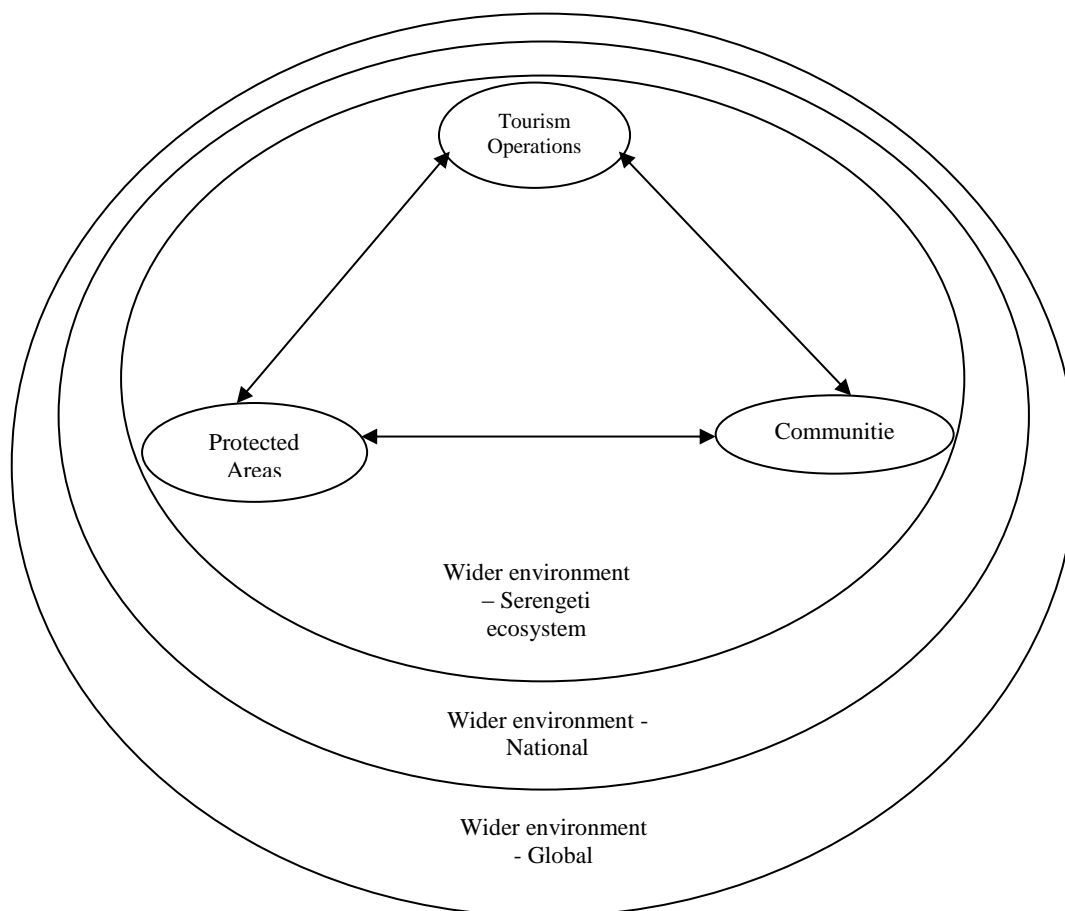 Tourism
Operations
Protected
Areas
Communitie
Wider environment
– Serengeti
ecosystem
Wider environment -
National
Wider environment
- Global